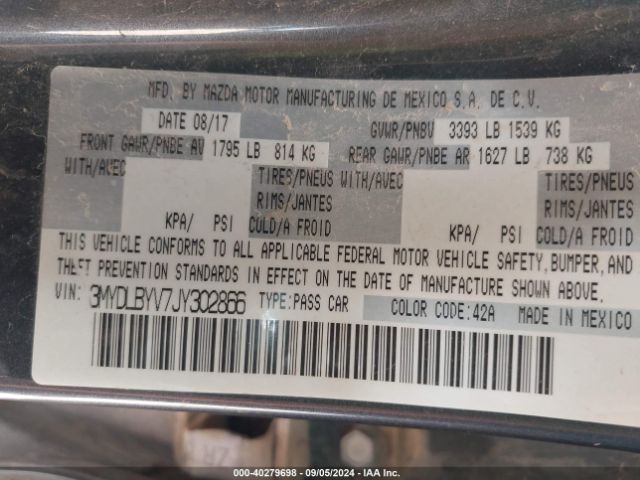 MFD. BY MAZDA MOTOR MANUFACTURING DE MEXICO S.A. DE C.V.
DATE 08/17 GVWR/PNBV 3393 LB 1539 KG
FRONT GAWR/PNBE AV 1795 LB 814 KG REAR GAWR/PNBE AR 1627 LB 738 KG
WITH/AVEC TIRES/PNEUS WITH/AVEC TIRES/PNEUS
RIMS/JANTES RIMS/JANTES
KPA/ PSI COLD/A FROID KPA/ PSI COLD/A FROID
THIS VEHICLE CONFORMS TO ALL APPLICABLE FEDERAL MOTOR VEHICLE SAFETY, BUMPER, AND
THEFT PREVENTION STANDARDS IN EFFECT ON THE DATE OF MANUFACTURE SHOWN ABOVE.
VIN: 3MYDLBYV7JY302866 TYPE:PASS CAR COLOR CODE:42A MADE IN MEXICO
000-40279698 - 09/05/2024 - IAA Inc.